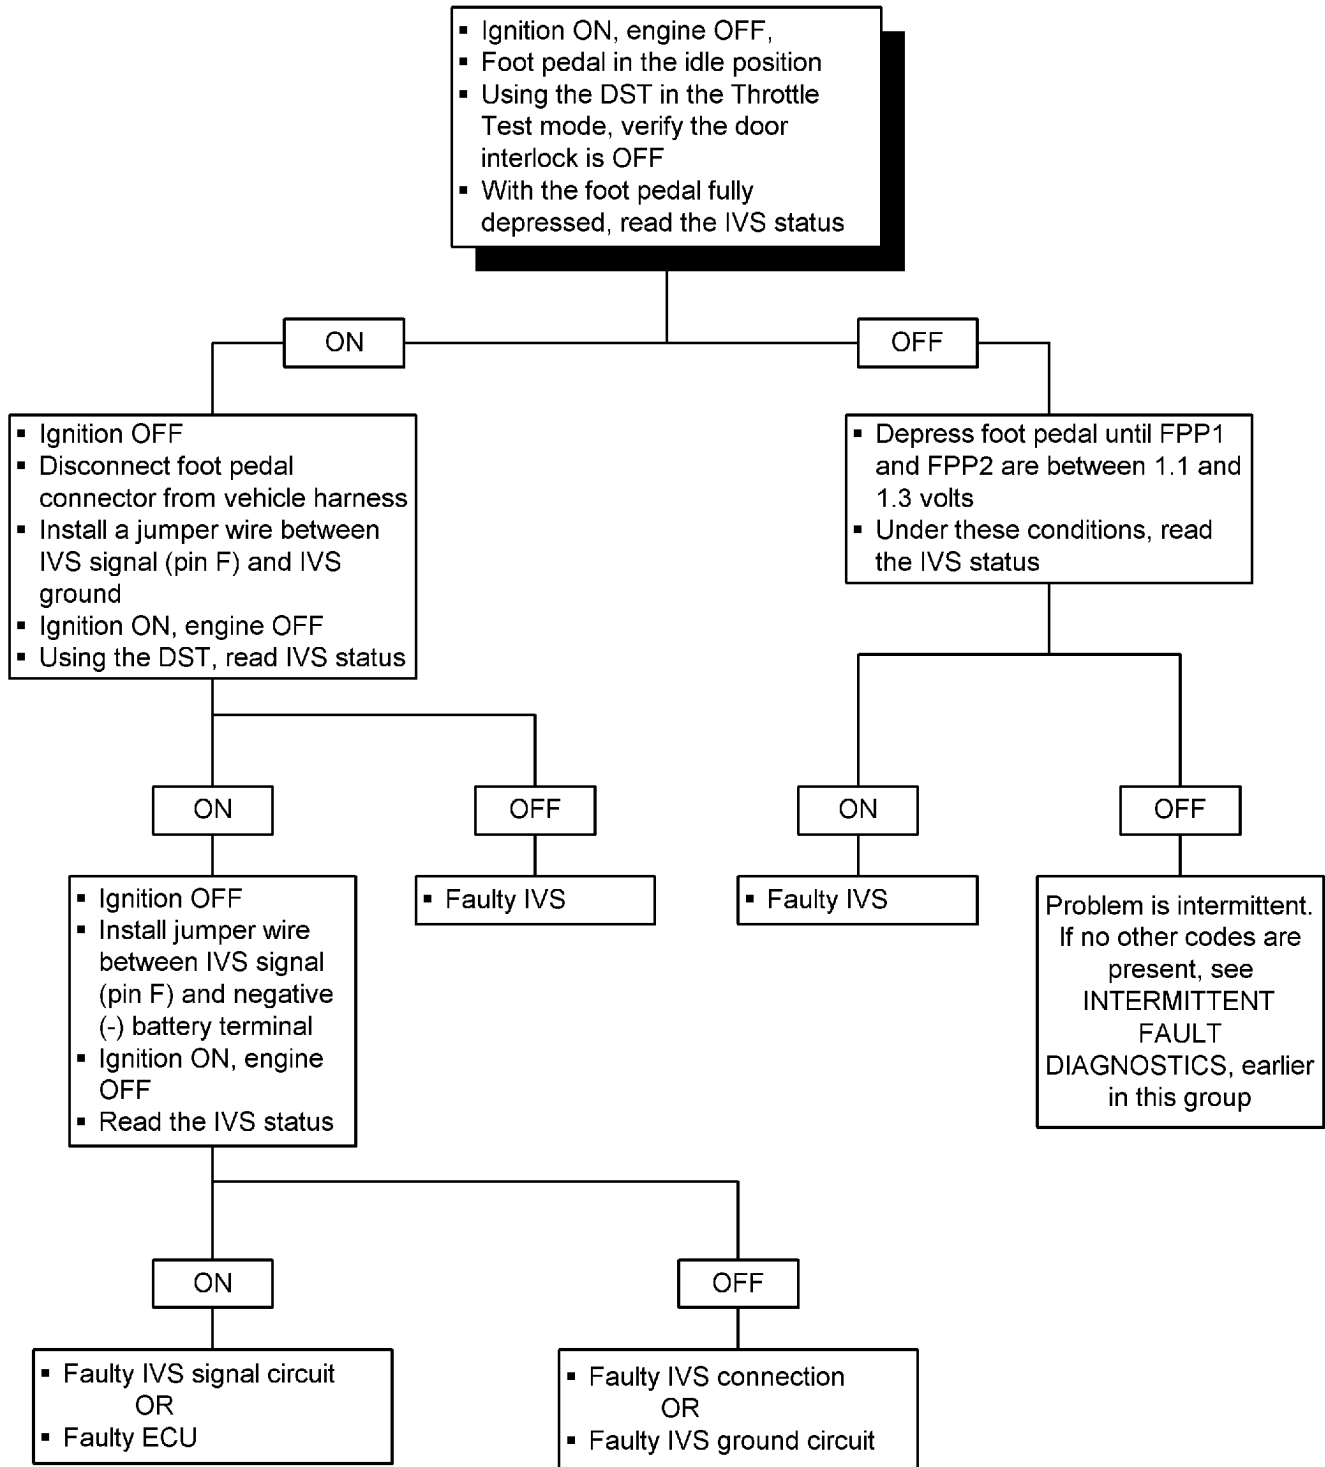 ▪ Ignition ON, engine OFF,
▪ Foot pedal in the idle position
▪ Using the DST in the Throttle
Test mode, verify the door
interlock is OFF
▪ With the foot pedal fully
depressed, read the IVS status
ON
OFF
▪ Ignition OFF
▪ Disconnect foot pedal
connector from vehicle harness
▪ Install a jumper wire between
IVS signal (pin F) and IVS
ground
▪ Ignition ON, engine OFF
▪ Using the DST, read IVS status
▪ Depress foot pedal until FPP1
and FPP2 are between 1.1 and
1.3 volts
▪ Under these conditions, read
the IVS status
ON
OFF
ON
OFF
▪ Ignition OFF
▪ Install jumper wire
between IVS signal
(pin F) and negative
(-) battery terminal
▪ Ignition ON, engine
OFF
▪ Read the IVS status
▪ Faulty IVS
▪ Faulty IVS
Problem is intermittent.
If no other codes are
present, see
INTERMITTENT
FAULT
DIAGNOSTICS, earlier
in this group
ON
OFF
▪ Faulty IVS signal circuit
OR
▪ Faulty ECU
▪ Faulty IVS connection
OR
▪ Faulty IVS ground circuit